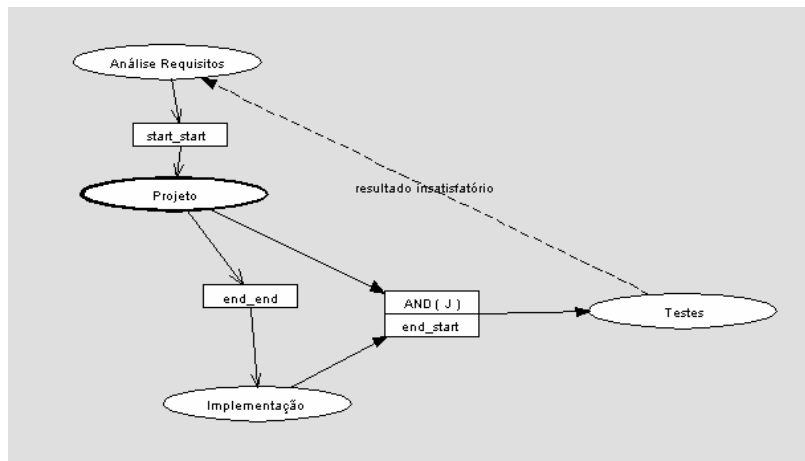 Análise Requisitos
start_start
resultado insatisfatório
Projeto
end_end
AND ( J )
end_start
Testes
Implementação